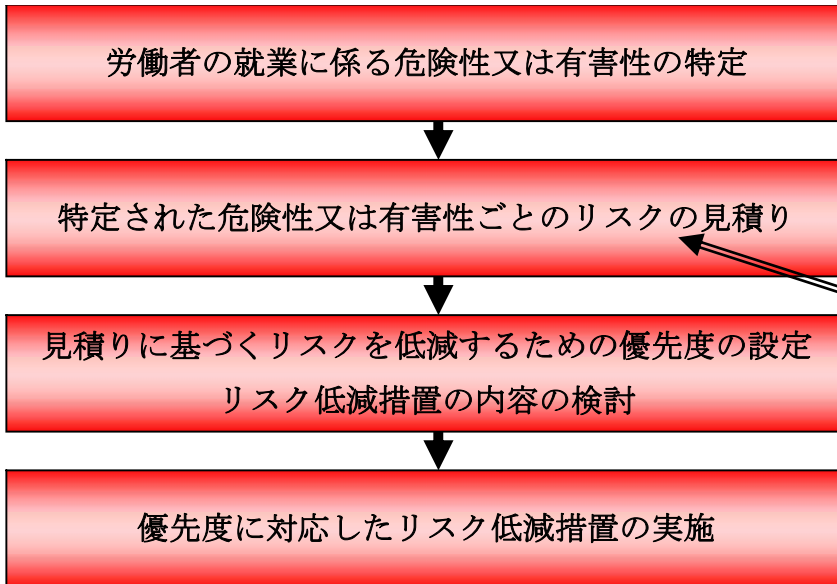 労働者の就業に係る危険性又は有害性の特定
特定された危険性又は有害性ごとのリスクの見積り
見積りに基づくリスクを低減するための優先度の設定
リスク低減措置の内容の検討
優先度に対応したリスク低減措置の実施